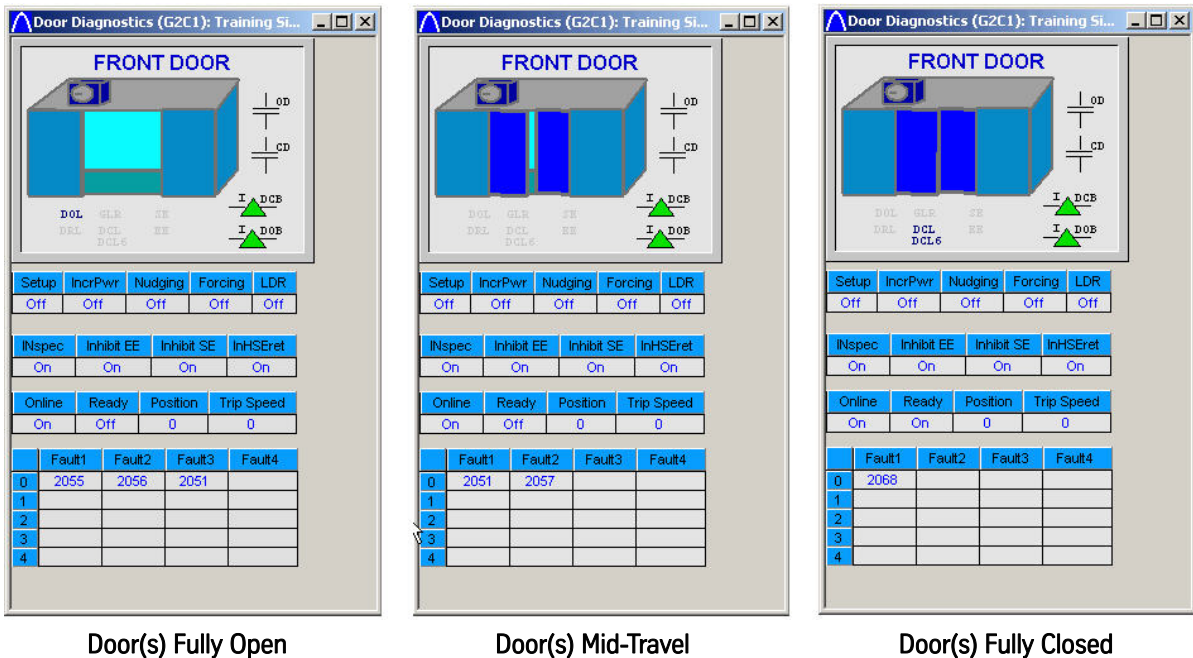 Door Diagnostics (G2C1): Training Si...
FRONT DOOR
OD
CD
I DCB
DOL GLR SE
I DOB
DRL DCL EE
DCL6
Setup IncrPwr Nudging Forcing LDR
Off Off Off Off Off
INspec Inhibit EE Inhibit SE InHSEret
On On On On
Online Ready Position Trip Speed
On Off 0 0
Fault1 Fault2 Fault3 Fault4
0 2055 2056 2051
1
2
3
4
Door(s) Fully Open
Door Diagnostics (G2C1): Training Si...
FRONT DOOR
OD
CD
I DCB
DOL GLR SE
I DOB
DRL DCL EE
DCL6
Setup IncrPwr Nudging Forcing LDR
Off Off Off Off Off
INspec Inhibit EE Inhibit SE InHSEret
On On On On
Online Ready Position Trip Speed
On Off 0 0
Fault1 Fault2 Fault3 Fault4
0 2051 2057
1
2
3
4
Door(s) Mid-Travel
Door Diagnostics (G2C1): Training Si...
FRONT DOOR
OD
CD
I DCB
DOL GLR SE
I DOB
DRL DCL EE
DCL6
Setup IncrPwr Nudging Forcing LDR
Off Off Off Off Off
INspec Inhibit EE Inhibit SE InHSEret
On On On On
Online Ready Position Trip Speed
On On 0 0
Fault1 Fault2 Fault3 Fault4
0 2068
1
2
3
4
Door(s) Fully Closed